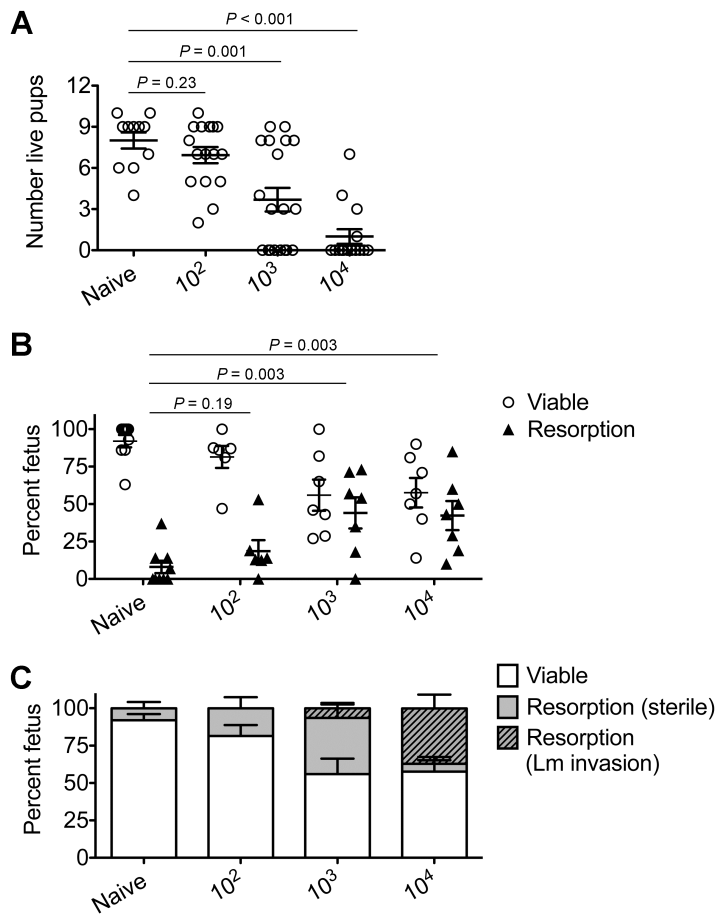 A
P < 0.001
P = 0.001
P = 0.23
Number live pups
12
9
6
3
0
Naive
10²
10³
10⁴
B
P = 0.003
P = 0.003
P = 0.19
Viable
Resorption
Percent fetus
100
75
50
25
0
Naive
10²
10³
10⁴
C
Viable
Resorption (sterile)
Resorption
(Lm invasion)
Percent fetus
100
75
50
25
0
Naive
10²
10³
10⁴